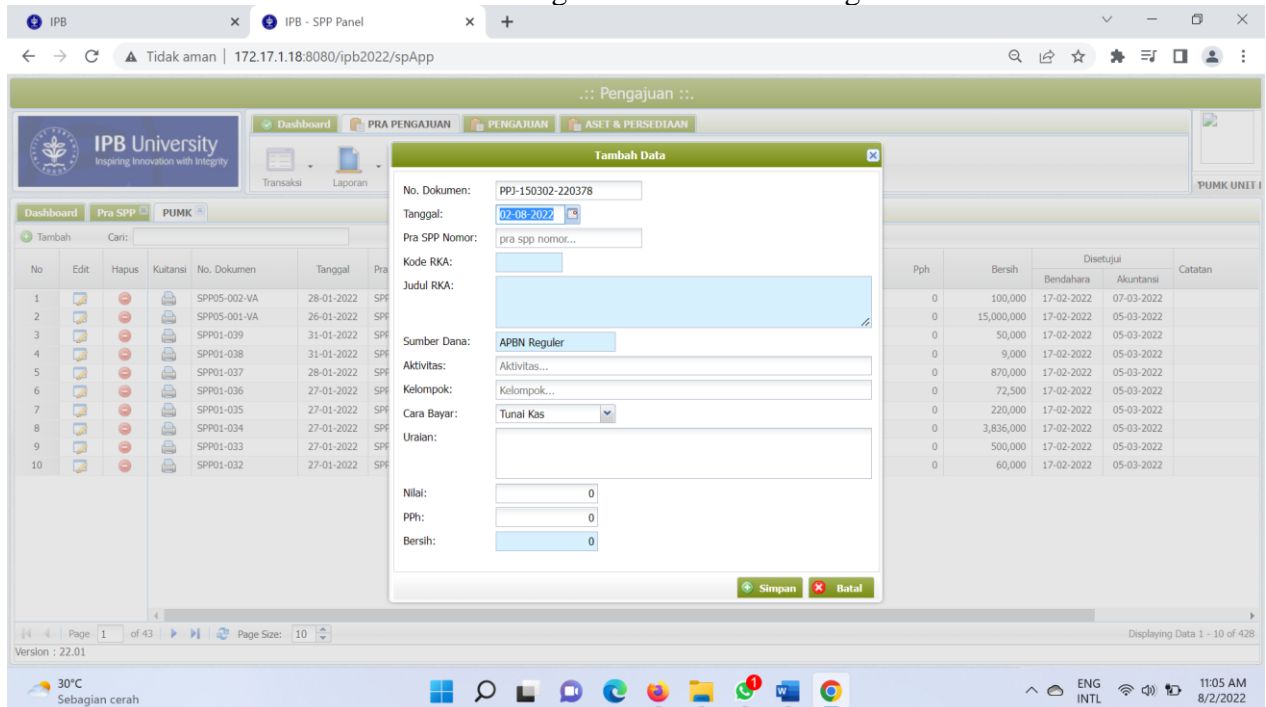 IPB
IPB - SPP Panel
Tidak aman | 172.17.1.18:8080/ipb2022/spApp
.:: Pengajuan ::.
IPB University
Inspiring Innovation with Integrity
Dashboard PRA PENGAJUAN PENGAJUAN ASET & PERSEDIAAN
Transaksi Laporan
PUMK UNIT
Dashboard Pra SPP PUMK
Tambah Cari:
No Edit Hapus Kuitansi No. Dokumen Tanggal Pra Pph Bersih Disetujui Catatan
Bendahara Akuntansi
1 SPP05-002-VA 28-01-2022 SPP 0 100,000 17-02-2022 07-03-2022
2 SPP05-001-VA 26-01-2022 SPP 0 15,000,000 17-02-2022 05-03-2022
3 SPP01-039 31-01-2022 SPP 0 50,000 17-02-2022 05-03-2022
4 SPP01-038 31-01-2022 SPP 0 9,000 17-02-2022 05-03-2022
5 SPP01-037 28-01-2022 SPP 0 870,000 17-02-2022 05-03-2022
6 SPP01-036 27-01-2022 SPP 0 72,500 17-02-2022 05-03-2022
7 SPP01-035 27-01-2022 SPP 0 220,000 17-02-2022 05-03-2022
8 SPP01-034 27-01-2022 SPP 0 3,836,000 17-02-2022 05-03-2022
9 SPP01-033 27-01-2022 SPP 0 500,000 17-02-2022 05-03-2022
10 SPP01-032 27-01-2022 SPP 0 60,000 17-02-2022 05-03-2022
Tambah Data
No. Dokumen: PPJ-150302-220378
Tanggal: 02-08-2022
Pra SPP Nomor: pra spp nomor...
Kode RKA:
Judul RKA:
Sumber Dana: APBN Reguler
Aktivitas: Aktivitas...
Kelompok: Kelompok...
Cara Bayar: Tunai Kas
Uraian:
Nilai: 0
PPh: 0
Bersih: 0
Simpan Batal
Page 1 of 43 Page Size: 10 Displaying Data 1 - 10 of 428
Version : 22.01
30°C
Sebagian cerah
1
ENG
INTL
11:05 AM
8/2/2022